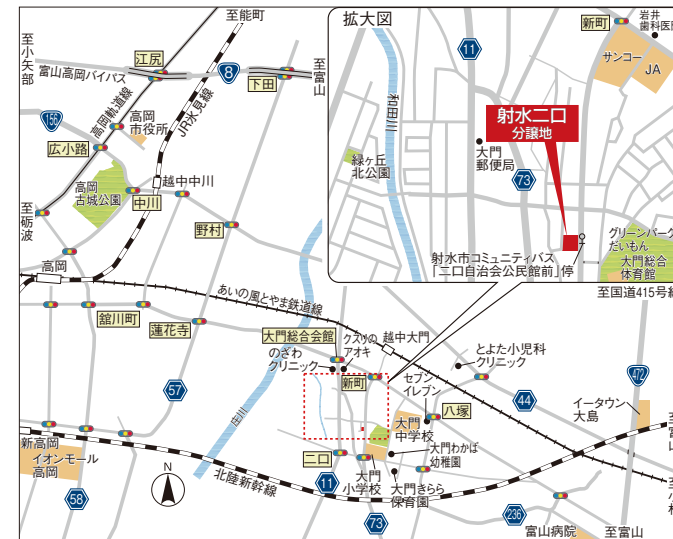 至能町
至小矢部
江尻
8
下田
至富山
富山高岡バイパス
156
高岡軌道線
高岡
市役所
JR氷見線
広小路
高岡
古城公園
越中中川
中川
至砺波
野村
高岡
舘川町
蓮花寺
あいの風とやま鉄道線
大門総合会館
クスリの
アオキ
越中大門
のざわ
クリニック
とよた小児科
クリニック
新町
セブン
イレブン
八塚
44
472
イータウン
大島
57
庄川
大門
中学校
大門わかば
幼稚園
新高岡
イオンモール
高岡
58
N
北陸新幹線
二口
11
大門
小学校
73
大門きらら
保育園
236
富山病院
至富山
至富山
至小杉
拡大図
11
和田川
新町
岩井
歯科医院
サンコー
JA
射水二口
分譲地
大門
郵便局
73
緑ヶ丘
北公園
射水市コミュニティバス
「二口自治会公民館前」停
グリーンパーク
だいもん
大門総合
体育館
至国道415号線